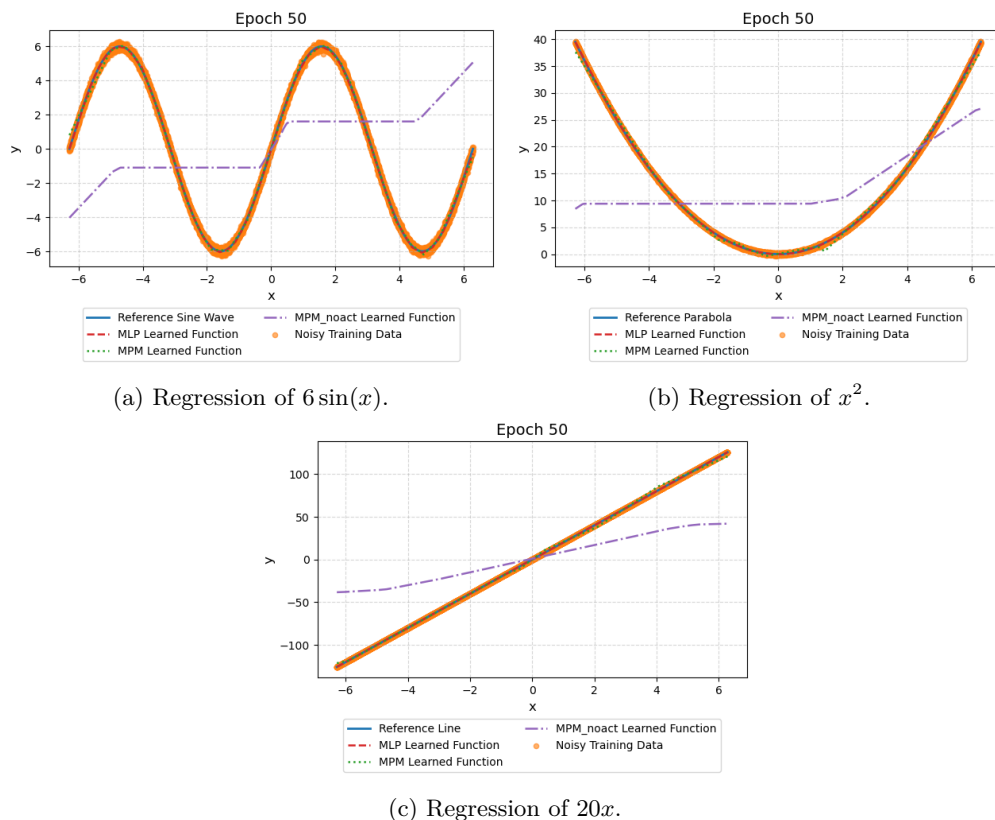 Epoch 50
y
6
4
2
0
−2
−4
−6
−6 −4 −2 0 2 4 6
x
Reference Sine Wave
MLP Learned Function
MPM Learned Function
MPM_noact Learned Function
Noisy Training Data
(a) Regression of 6 sin(x).
Epoch 50
y
40
35
30
25
20
15
10
5
0
−6 −4 −2 0 2 4 6
x
Reference Parabola
MLP Learned Function
MPM Learned Function
MPM_noact Learned Function
Noisy Training Data
(b) Regression of x².
Epoch 50
y
100
50
0
−50
−100
−6 −4 −2 0 2 4 6
x
Reference Line
MLP Learned Function
MPM Learned Function
MPM_noact Learned Function
Noisy Training Data
(c) Regression of 20x.